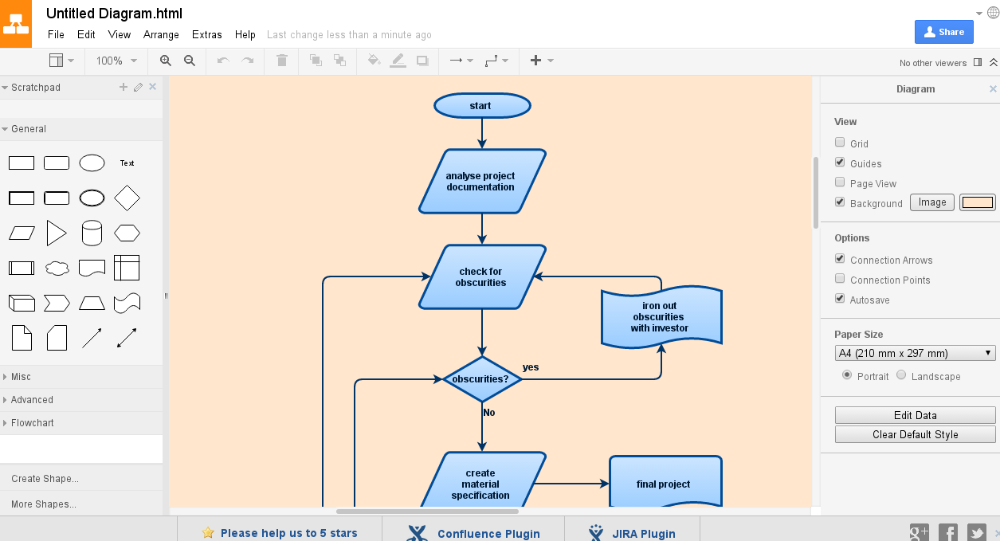 Untitled Diagram.html
File Edit View Arrange Extras Help Last change less than a minute ago
Share
100%
No other viewers
Scratchpad
General
Text
Misc
Advanced
Flowchart
Create Shape...
More Shapes...
start
analyse project
documentation
check for
obscurities
iron out
obscurities
with investor
yes
obscurities?
No
create
material
specification
final project
Diagram
View
Grid
Guides
Page View
Background Image
Options
Connection Arrows
Connection Points
Autosave
Paper Size
A4 (210 mm x 297 mm)
Portrait Landscape
Edit Data
Clear Default Style
Please help us to 5 stars Confluence Plugin JIRA Plugin
g+ f